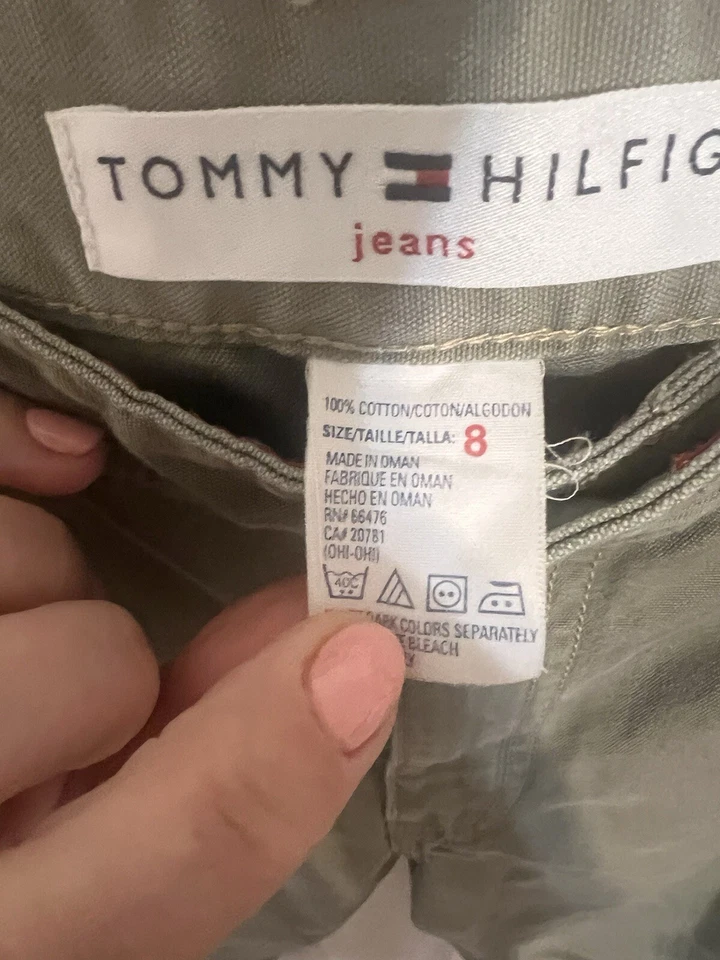 TOMMY HILFIG
jeans
100% COTTON/COTON/ALGODON
SIZE/TAILLE/TALLA: 8
MADE IN OMAN
FABRIQUE EN OMAN
HECHO EN OMAN
RN# 66476
CA# 20781
(OHI-OHI)
40C
DARK COLORS SEPARATELY
BLEACH